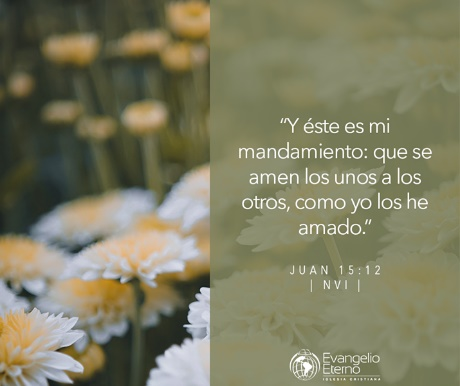 “Y éste es mi
mandamiento: que se
amen los unos a los
otros, como yo los he
amado.”
JUAN 15:12
| NVI |
Evangelio
Eterno
IGLESIA CRISTIANA